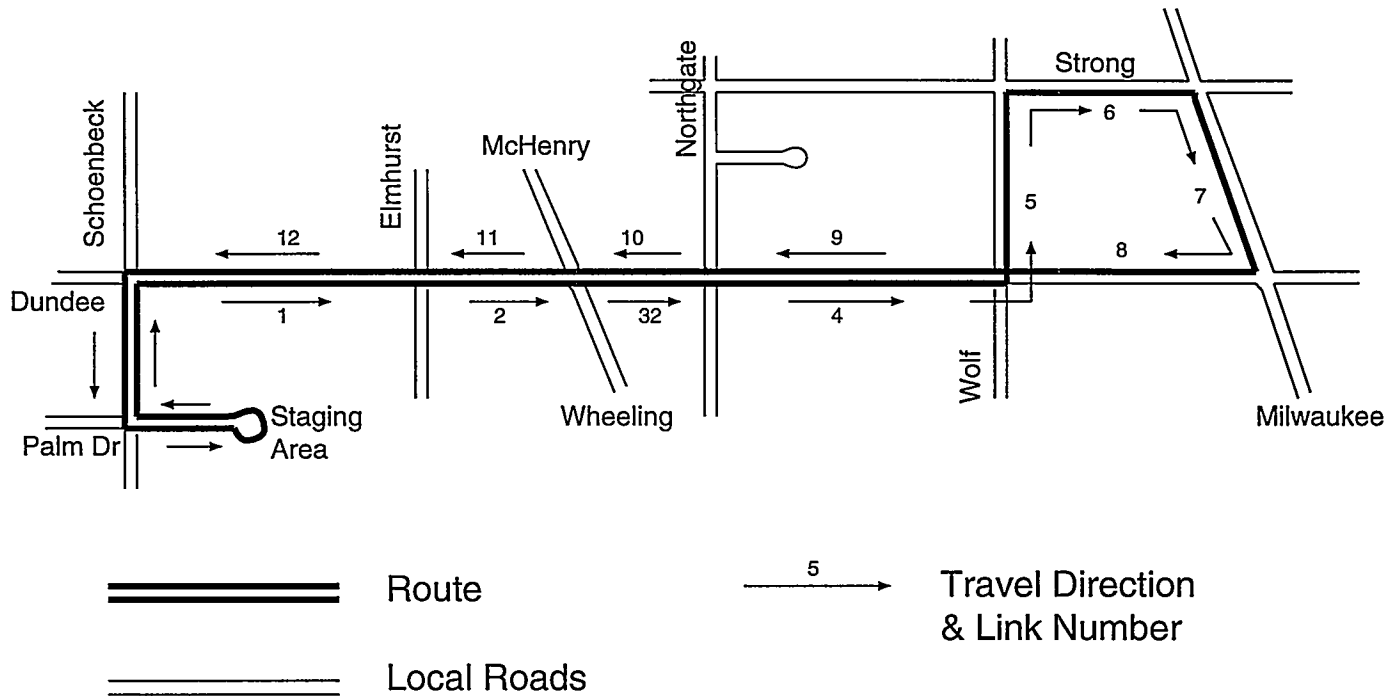 Strong
Northgate
Schoenbeck
Elmhurst
McHenry
6
5
7
12
11
10
9
8
Dundee
1
2
32
4
Wolf
Staging
Area
Wheeling
Milwaukee
Palm Dr
Route
5
Travel Direction
& Link Number
Local Roads